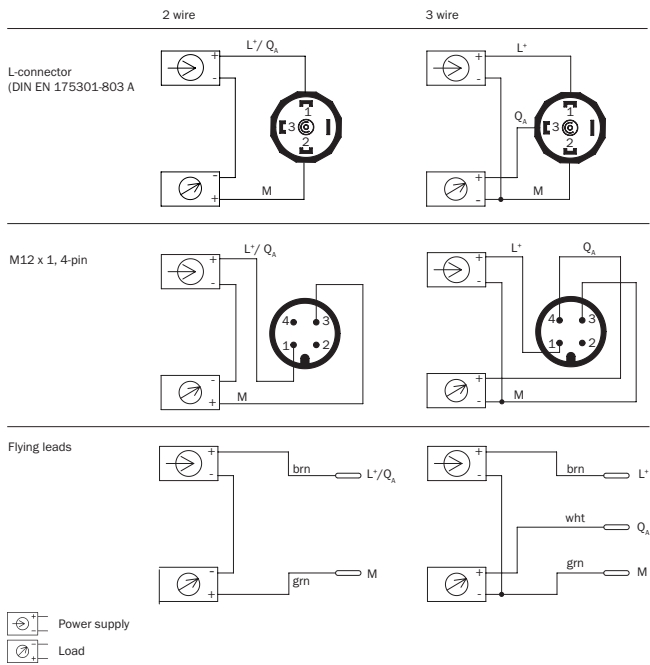 2 wire 3 wire
L-connector
(DIN EN 175301-803 A
+ L⁺/ Q_A
-
1
3
2
-
+ M
+ L⁺
-
Q_A
1
3
2
+
- M
M12 x 1, 4-pin
+ L⁺/ Q_A
-
4 3
1 2
-
+ M
+ L⁺ Q_A
-
4 3
1 2
+
- M
Flying leads
+
-
brn L⁺/Q_A
-
+
grn M
+
-
brn L⁺
wht Q_A
+
-
grn M
+
-
Power supply
-
+
Load